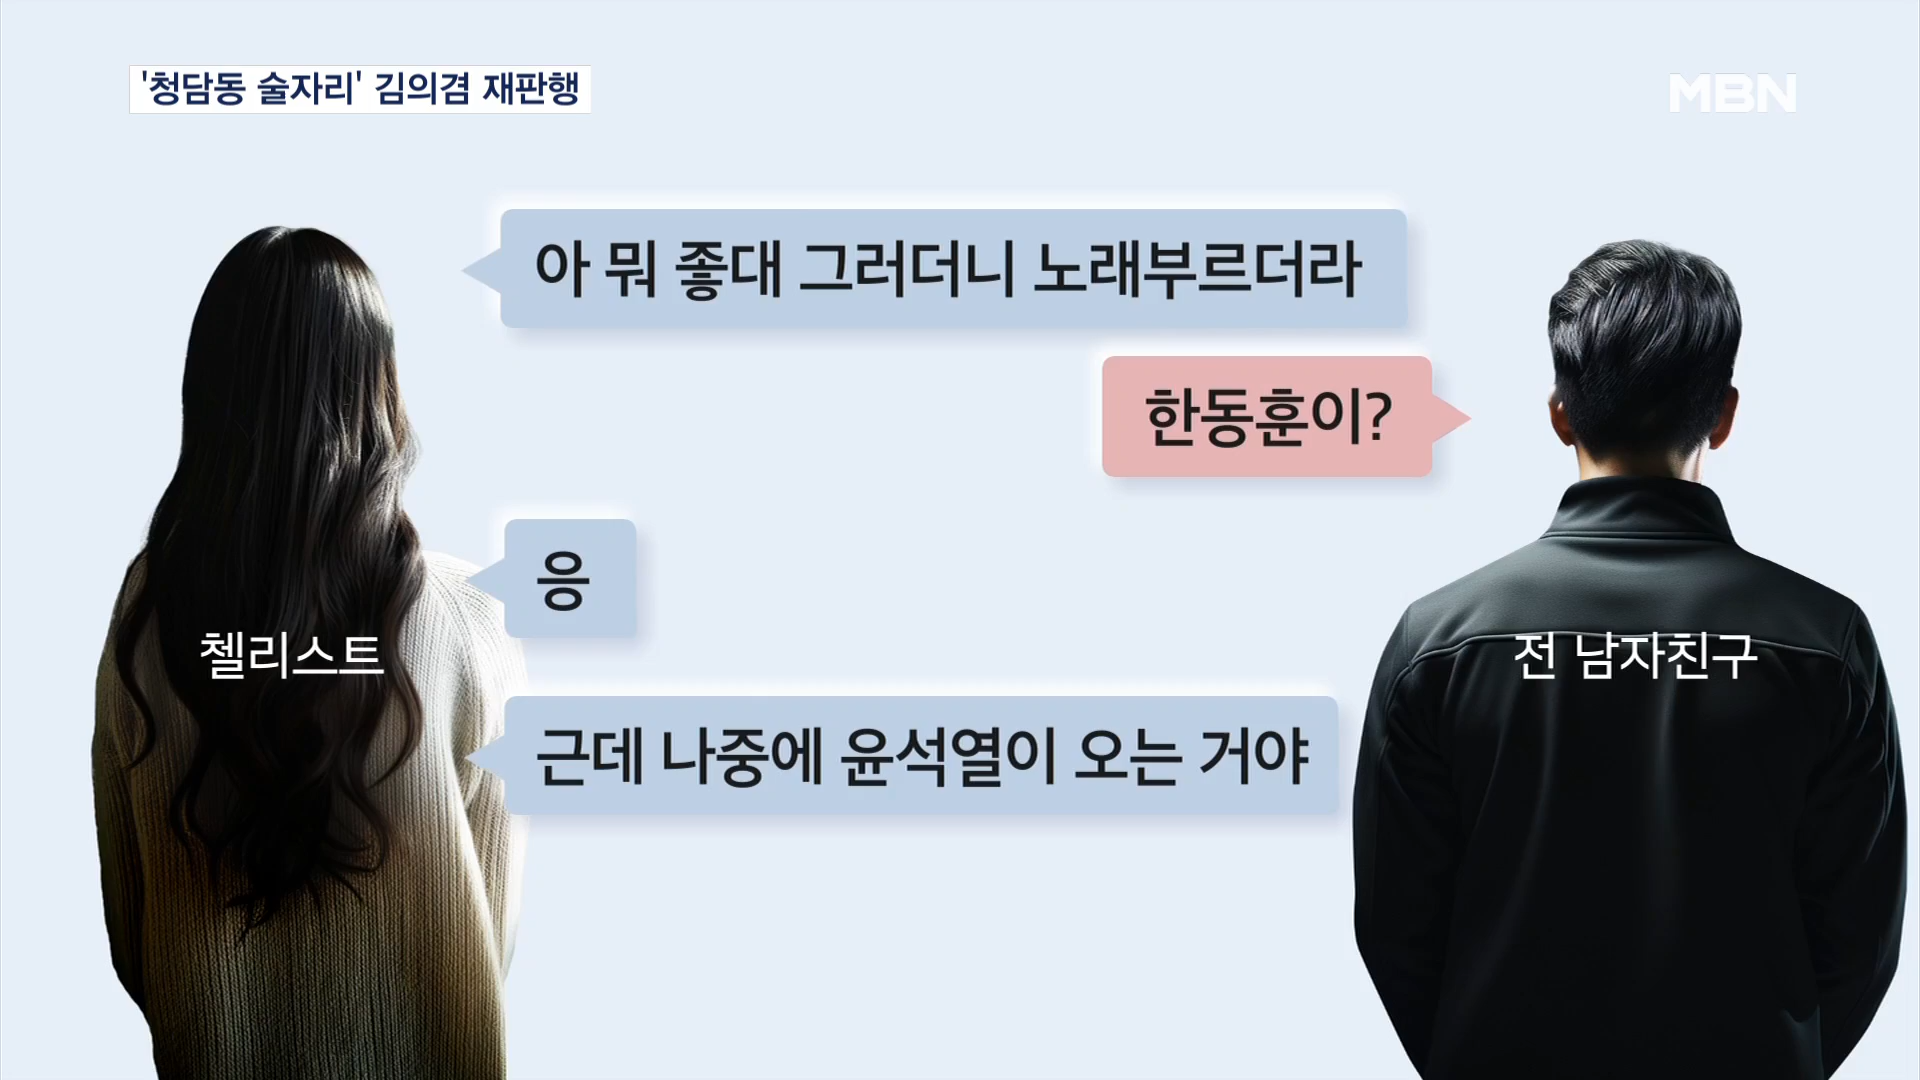 '청담동 술자리' 김의겸 재판행
MBN
아 뭐 좋대 그러더니 노래부르더라
한동훈이?
응
첼리스트
전 남자친구
근데 나중에 윤석열이 오는 거야